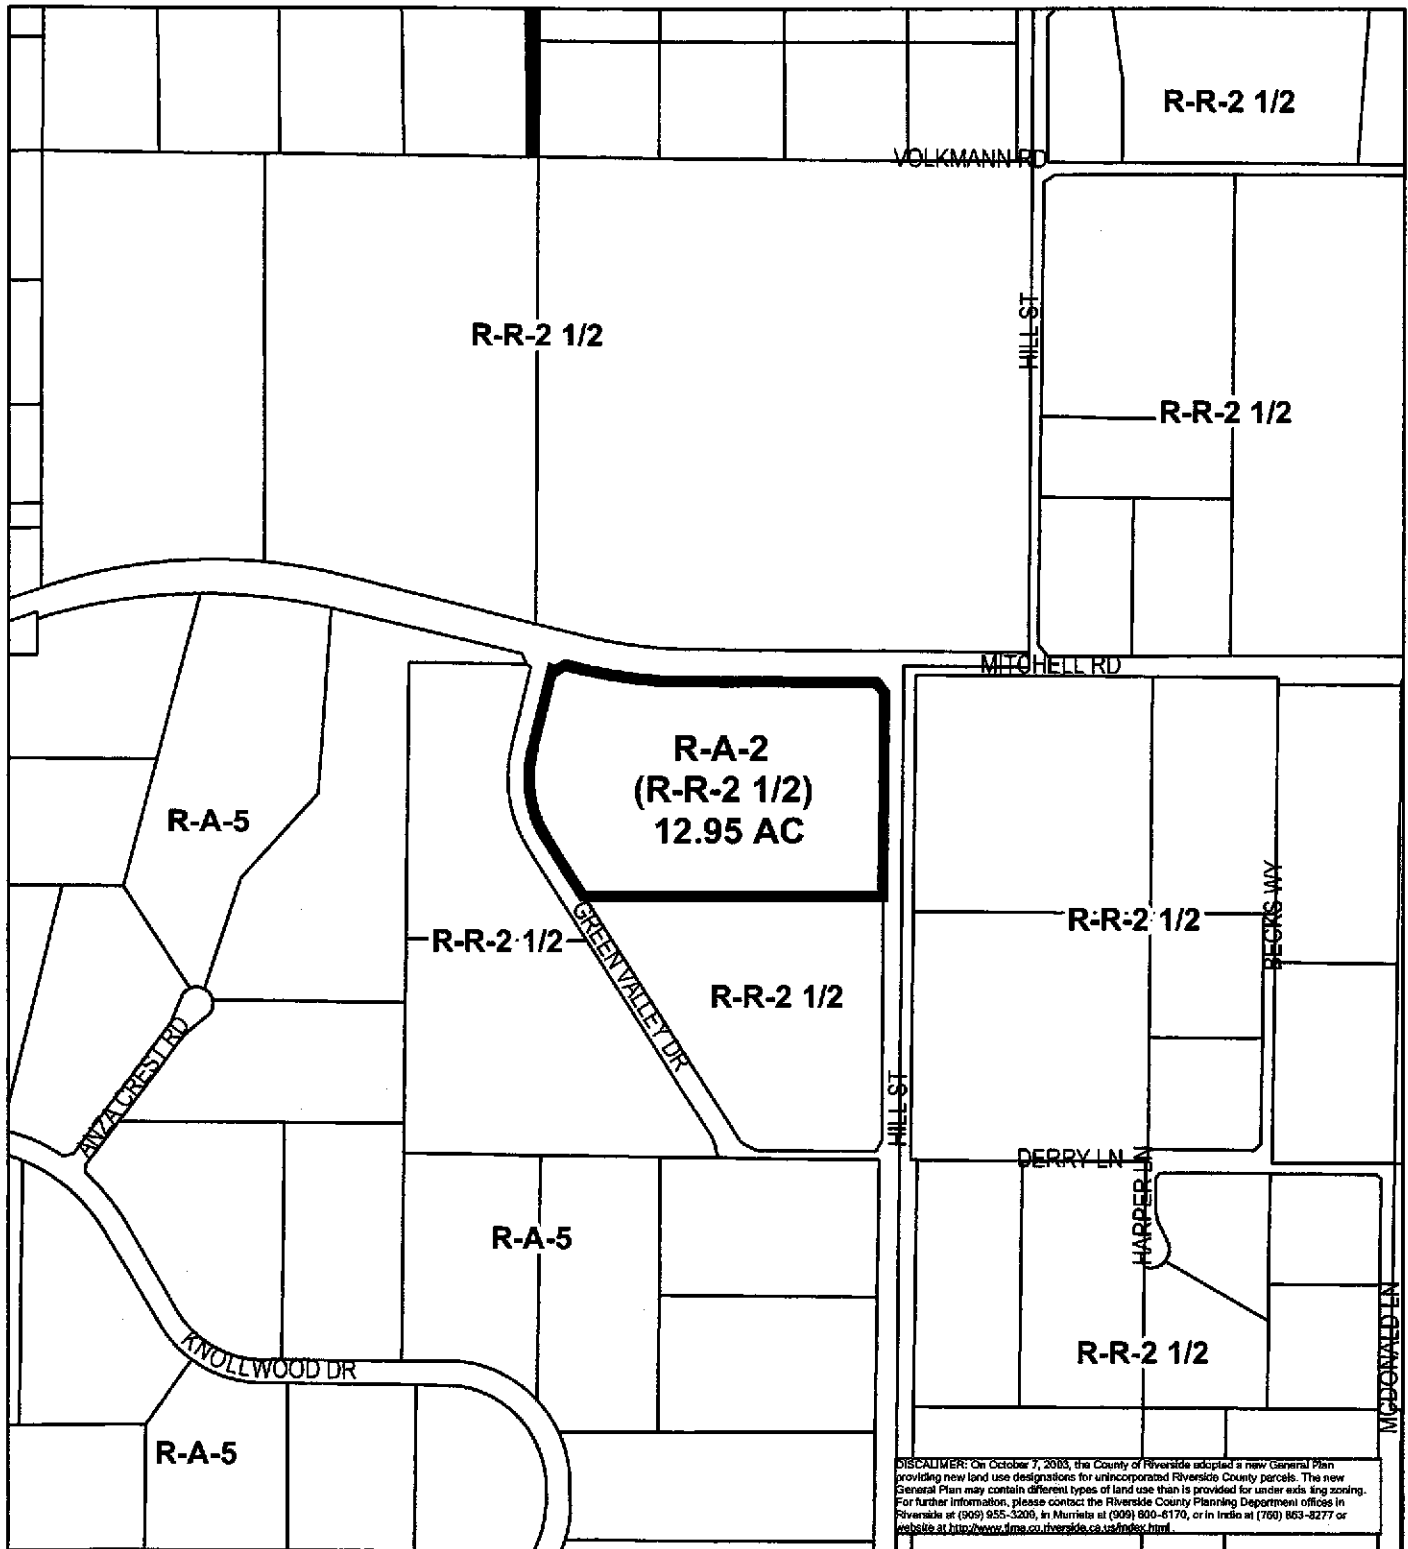 R-R-2 1/2
VOLKMANN RD
HILL ST
R-R-2 1/2
R-R-2 1/2
MITCHELL RD
R-A-2
(R-R-2 1/2)
12.95 AC
R-A-5
BECKS WY
R-R-2 1/2
R-R-2 1/2
GREEN VALLEY DR
R-R-2 1/2
ANZA CREST RD
HILL ST
DERRY LN
HARPER LN
R-A-5
MCDONALD LN
R-R-2 1/2
KNOLLWOOD DR
R-A-5
DISCALIMER: On October 7, 2003, the County of Riverside adopted a new General Plan
providing new land use designations for unincorporated Riverside County parcels. The new
General Plan may contain different types of land use than is provided for under existing zoning.
For further information, please contact the Riverside County Planning Department offices in
Riverside at (909) 955-3200, in Murrieta at (909) 600-6170, or in Indio at (760) 863-8277 or
website at http://www.tlma.co.riverside.ca.us/index.html.